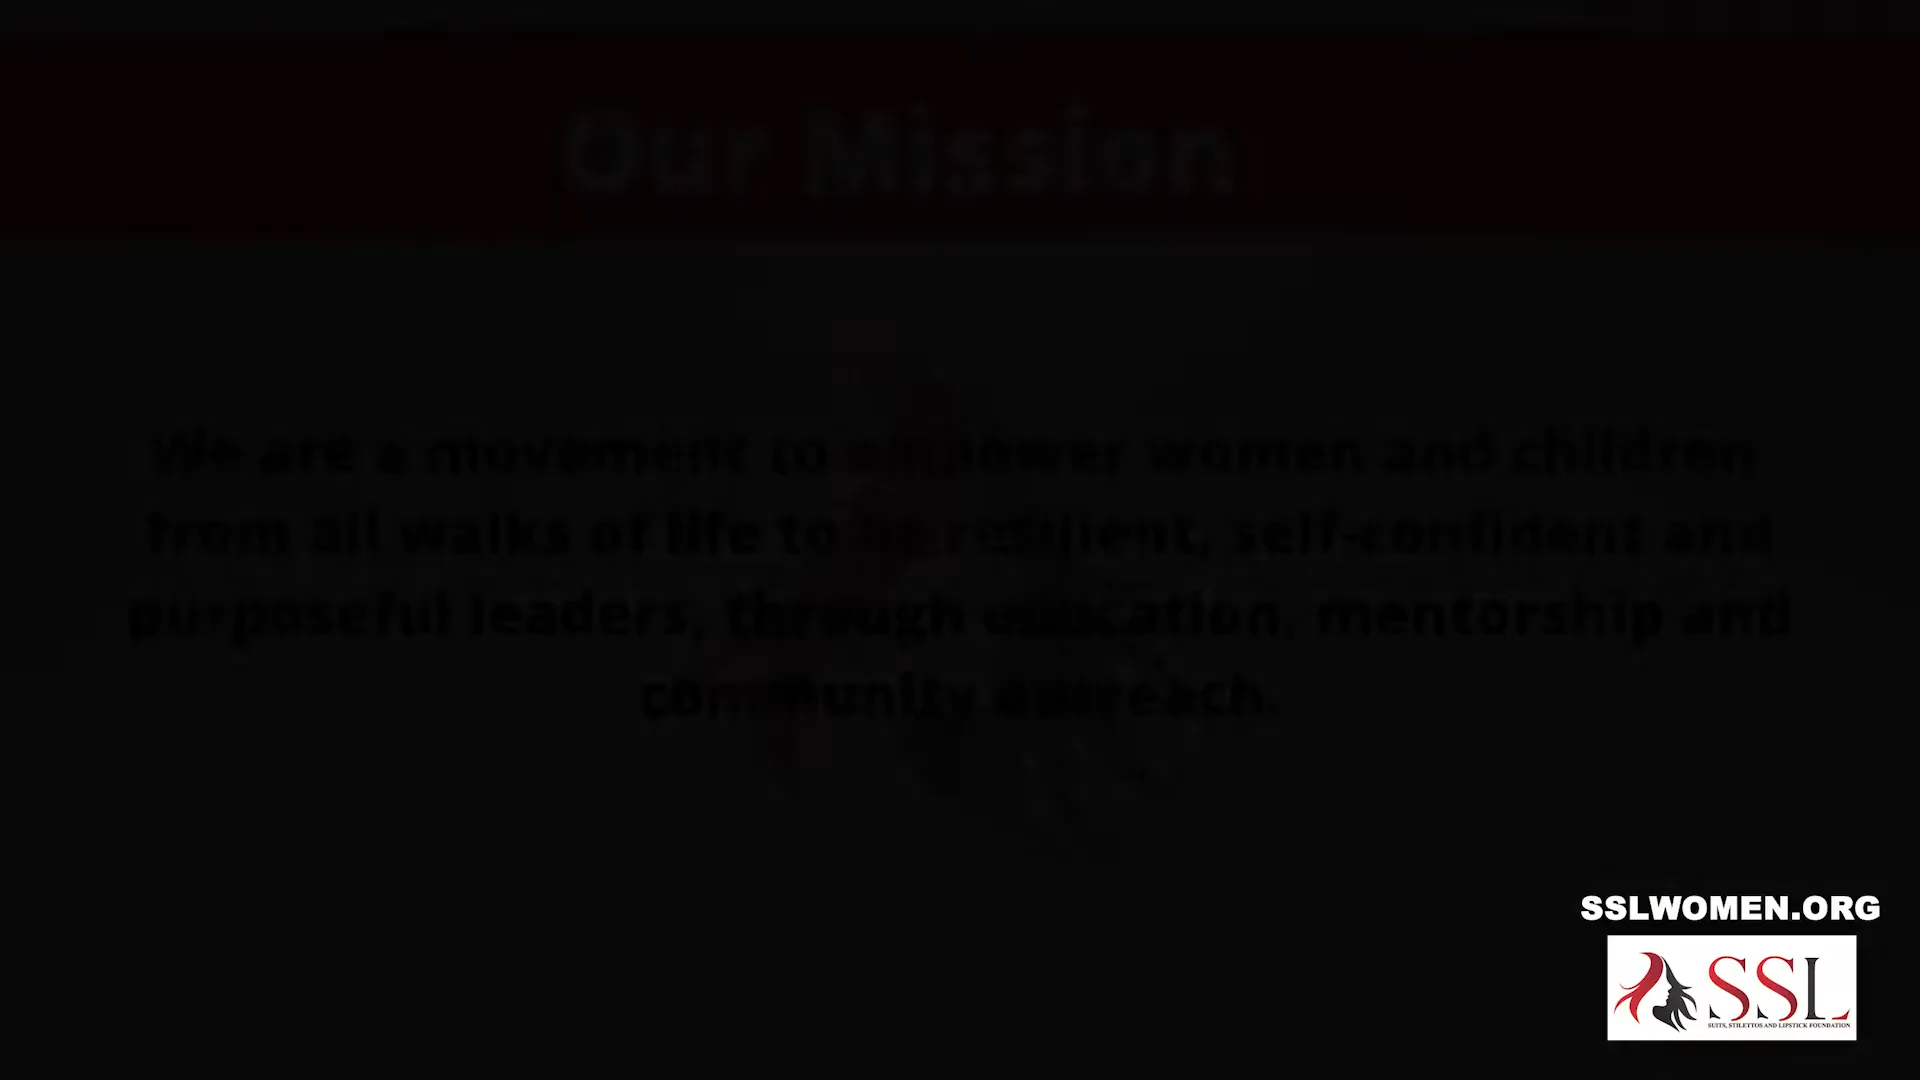 Our Mission
We are a movement to empower women and children
from all walks of life to be resilient, self-confident and
purposeful leaders, through education, mentorship and
community outreach.
SSLWOMEN.ORG
SSL
SUITS, STILETTOS AND LIPSTICK FOUNDATION